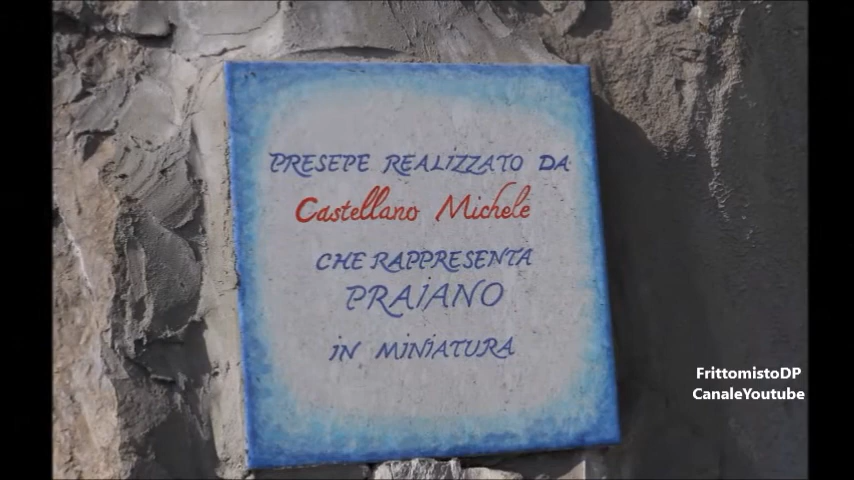 PRESEPE REALIZZATO DA
Castellano Michele
CHE RAPPRESENTA
PRAIANO
IN MINIATURA
FrittomistoDP
CanaleYoutube